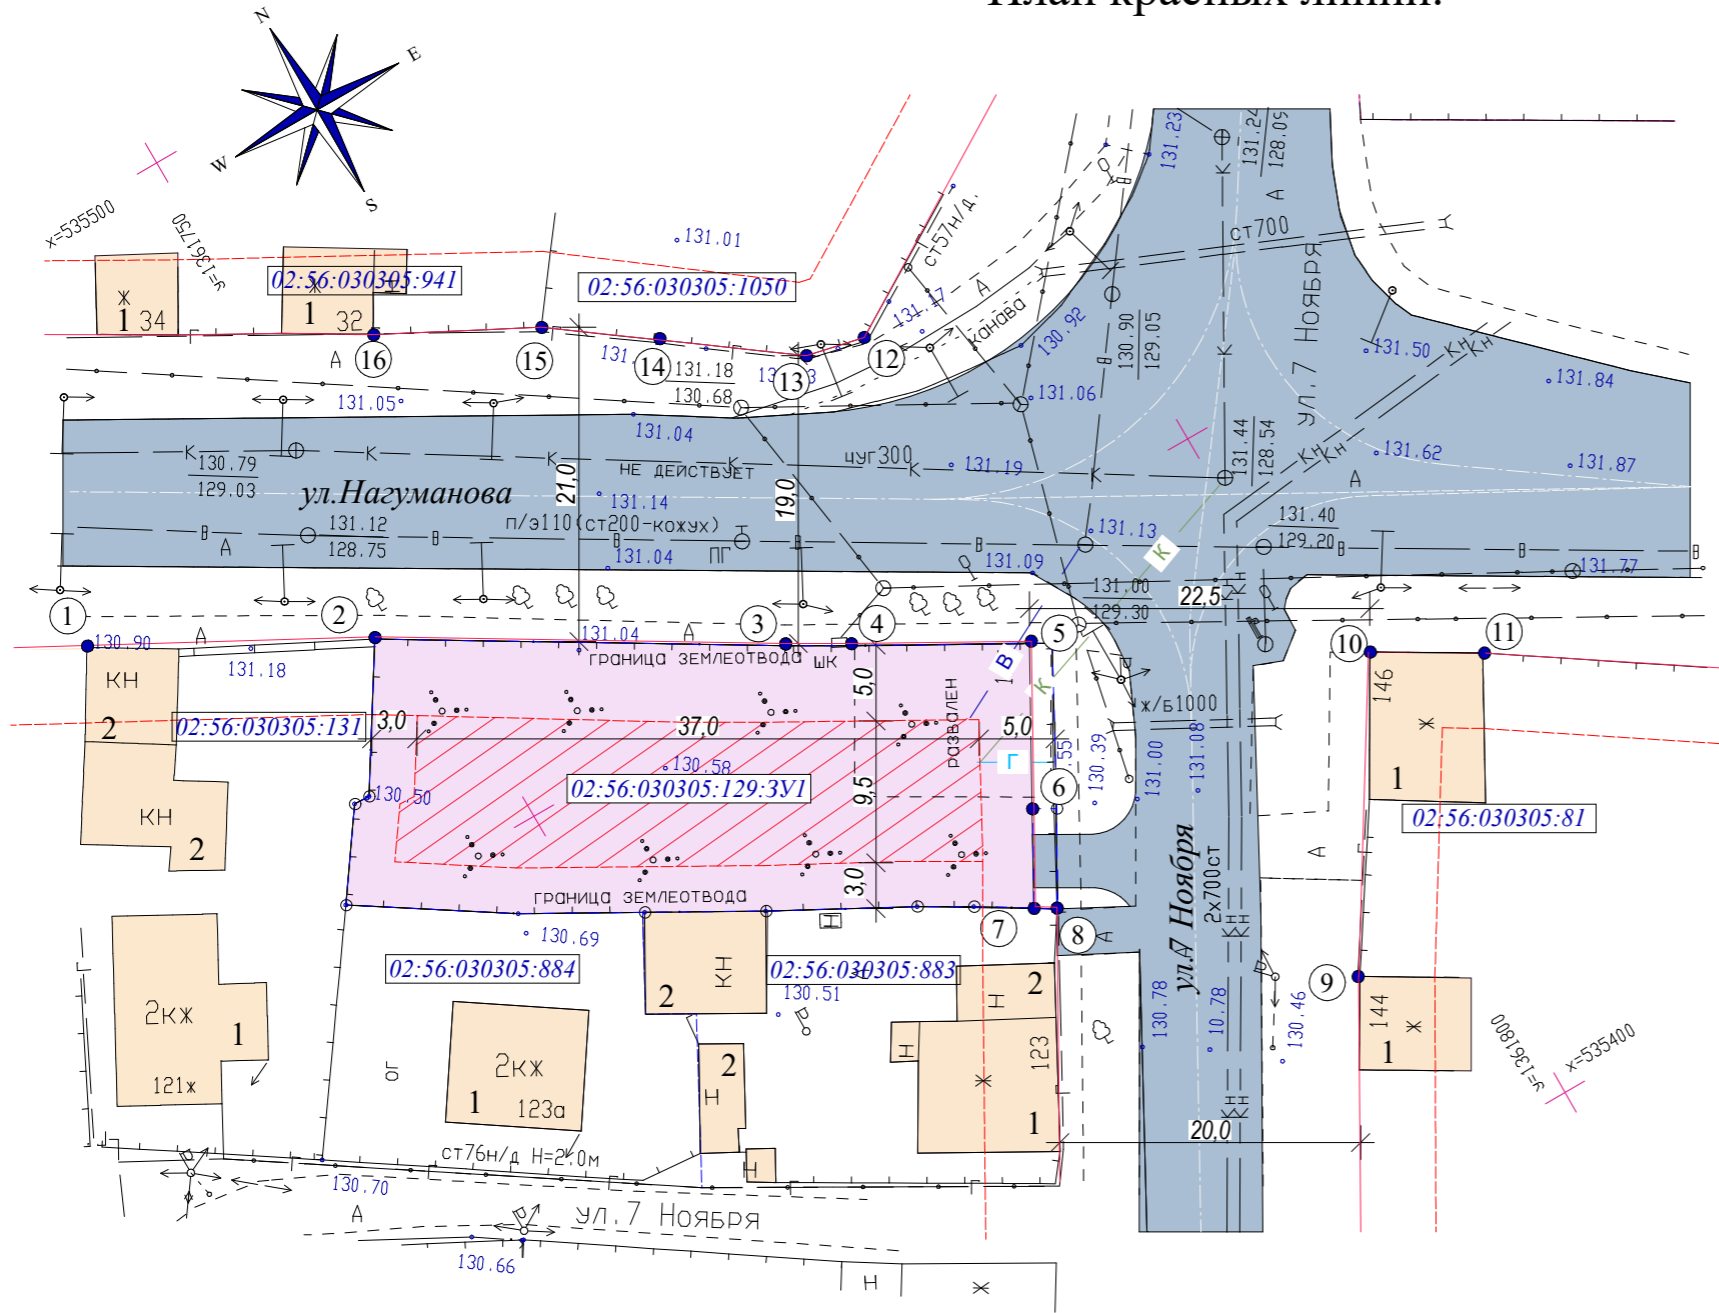 План красных линий.
N
E
W
S
x=535500
y=1361750
131.01
131.23
131.24
128.09
К
А
ст57н/д.
ст700
ул.7 НОЯБРЯ
02:56:030305:941
02:56:030305:1050
Ж
1 34
1 32
131.17
канава
130.92
130.90
129.05
16
15
14
13
12
131.18
130.68
131.05
131.04
131.06
131.50
131.84
КН КН
130.79
129.03
НЕ ДЕЙСТВУЕТ
чуг300
131.19
131.44
128.54
131.62
131.87
ул.Нагуманова
21,0
19,0
131.14
131.12
128.75
п/э110(ст200-кожух)
ПГ
131.04
131.13
131.09
131.40
129.20
131.77
131.00
129.30
22,5
1
2
3
4
5
10
11
130.90
131.18
131.04
ГРАНИЦА ЗЕМЛЕОТВОДА
ШК
В
К
КН
2
02:56:030305:131
3,0
37,0
5,0
5,0
РАЗВАЛЕН
Г
ж/б1000
146
Ж
1
130.58
130.50
02:56:030305:129:ЗУ1
9,5
6
130.39
131.00
131.08
02:56:030305:81
КН
2
3,0
ГРАНИЦА ЗЕМЛЕОТВОДА
7
8
9
ул.7 Ноября
2х700ст
130.69
02:56:030305:884
02:56:030305:883
130.51
КН
2
2
Н
144
Ж
1
2КЖ
1
121ж
ОГ
2КЖ
1
123а
2
Н
Н
123
Ж
1
130.78
10.78
130.46
y=1361800
x=535400
20,0
ст76н/д Н=2.0м
Н
130.70
А
УЛ.7 НОЯБРЯ
130.66
Н
Ж